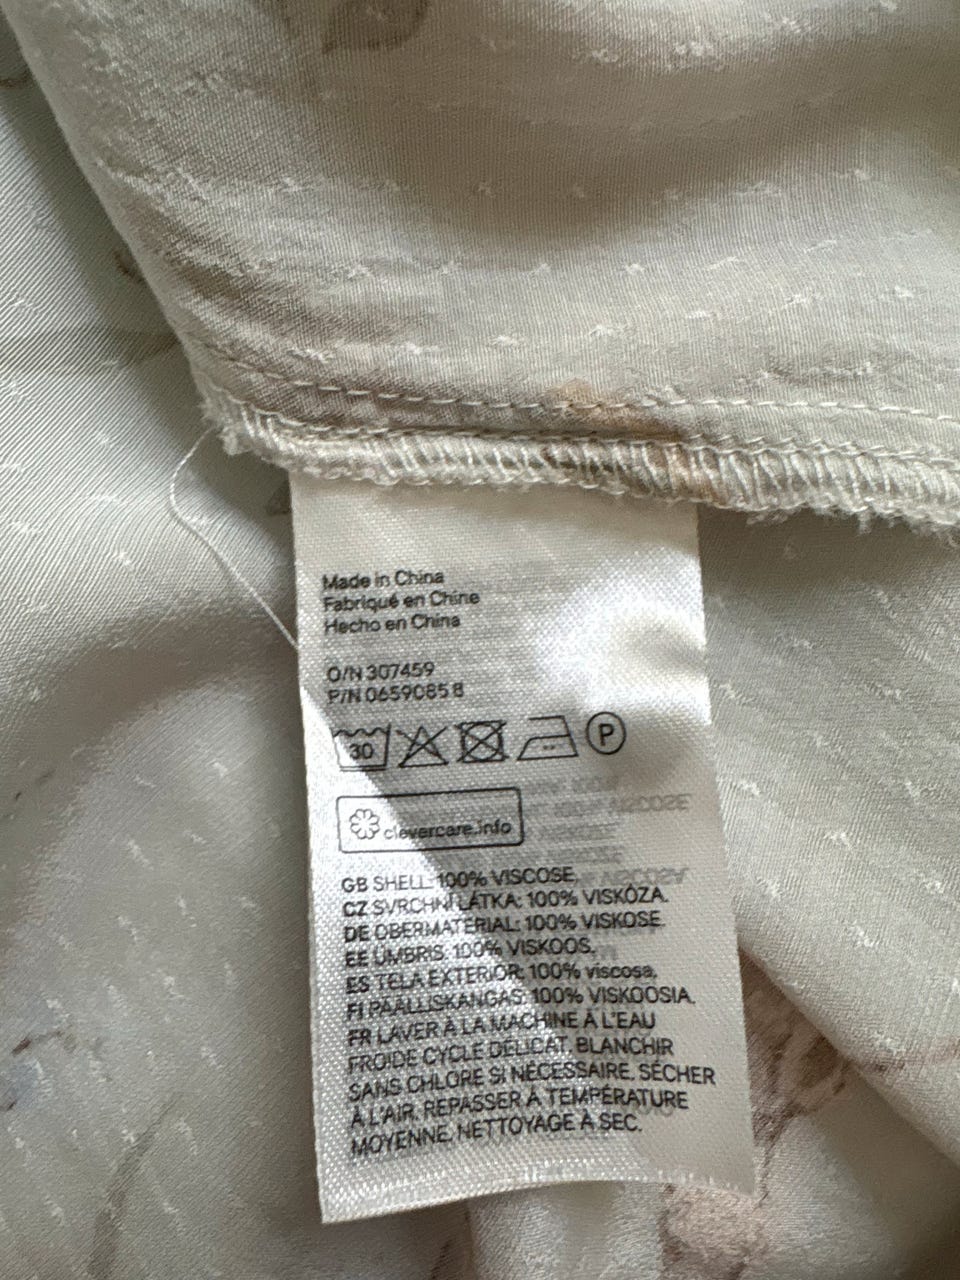 Made in China
Fabriqué en Chine
Hecho en China
O/N 307459
P/N 0659085 8
30
P
clevercare.info
GB SHELL: 100% VISCOSE,
CZ SVRCHNÍ LÁTKA: 100% VISKÓZA.
DE OBERMATERIAL: 100% VISKOSE.
EE ÜMBRIS: 100% VISKOOS.
ES TELA EXTERIOR: 100% viscosa.
FI PÄÄLLISKANGAS: 100% VISKOOSIA.
FR LAVER À LA MACHINE À L'EAU
FROIDE CYCLE DÉLICAT. BLANCHIR
SANS CHLORE SI NÉCESSAIRE. SÉCHER
À L'AIR. REPASSER À TEMPÉRATURE
MOYENNE. NETTOYAGE À SEC.